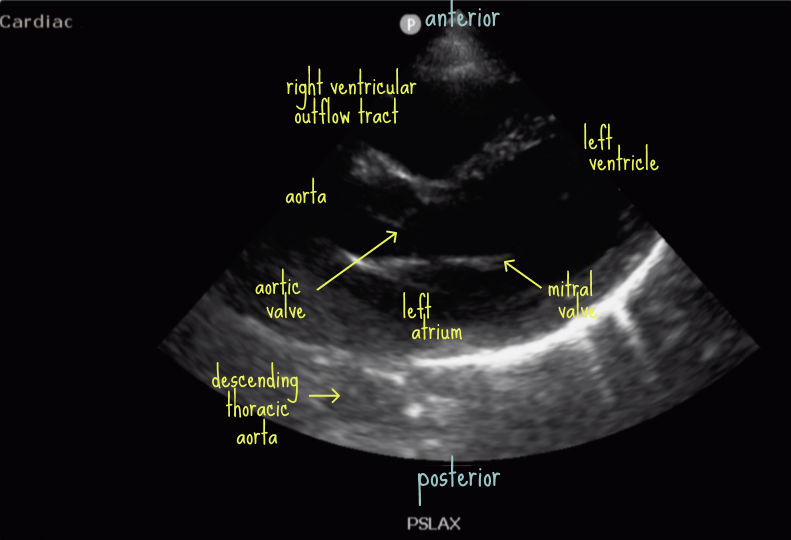 Cardiac
P
anterior
right ventricular
outflow tract
left
ventricle
aorta
aortic
valve
mitral
valve
left
atrium
descending
thoracic
aorta
posterior
PSLAX